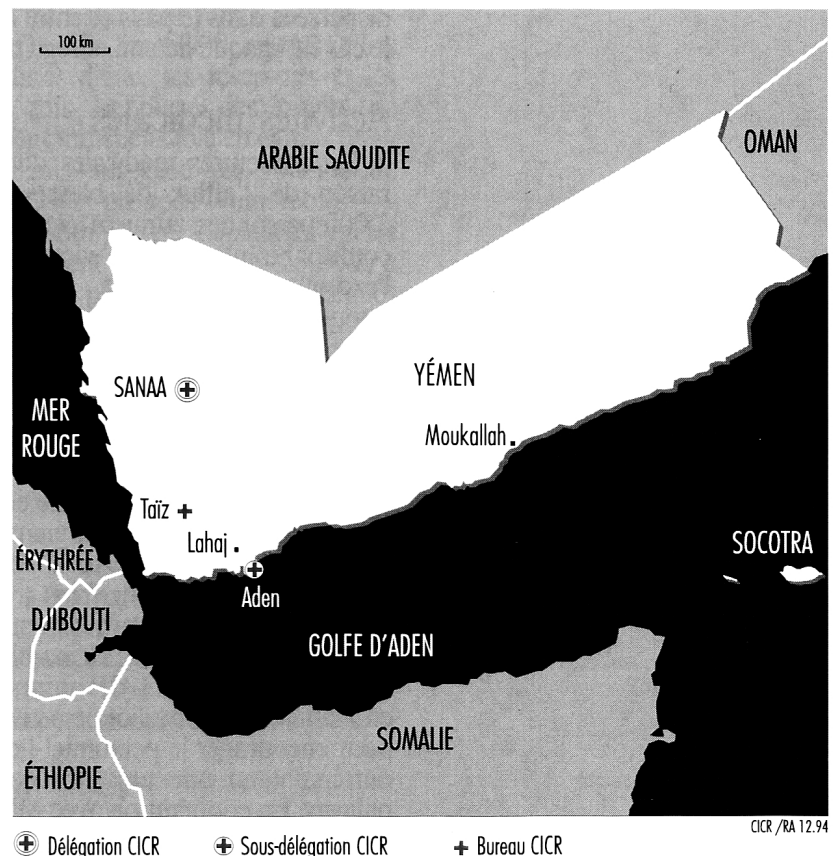 100 km
ARABIE SAOUDITE
OMAN
YÉMEN
SANAA
MER
ROUGE
Moukallah
Taïz
Lahaj
SOCOTRA
ÉRYTHRÉE
Aden
DJIBOUTI
GOLFE D'ADEN
SOMALIE
ÉTHIOPIE
CICR /RA 12.94
Délégation CICR
Sous-délégation CICR
Bureau CICR